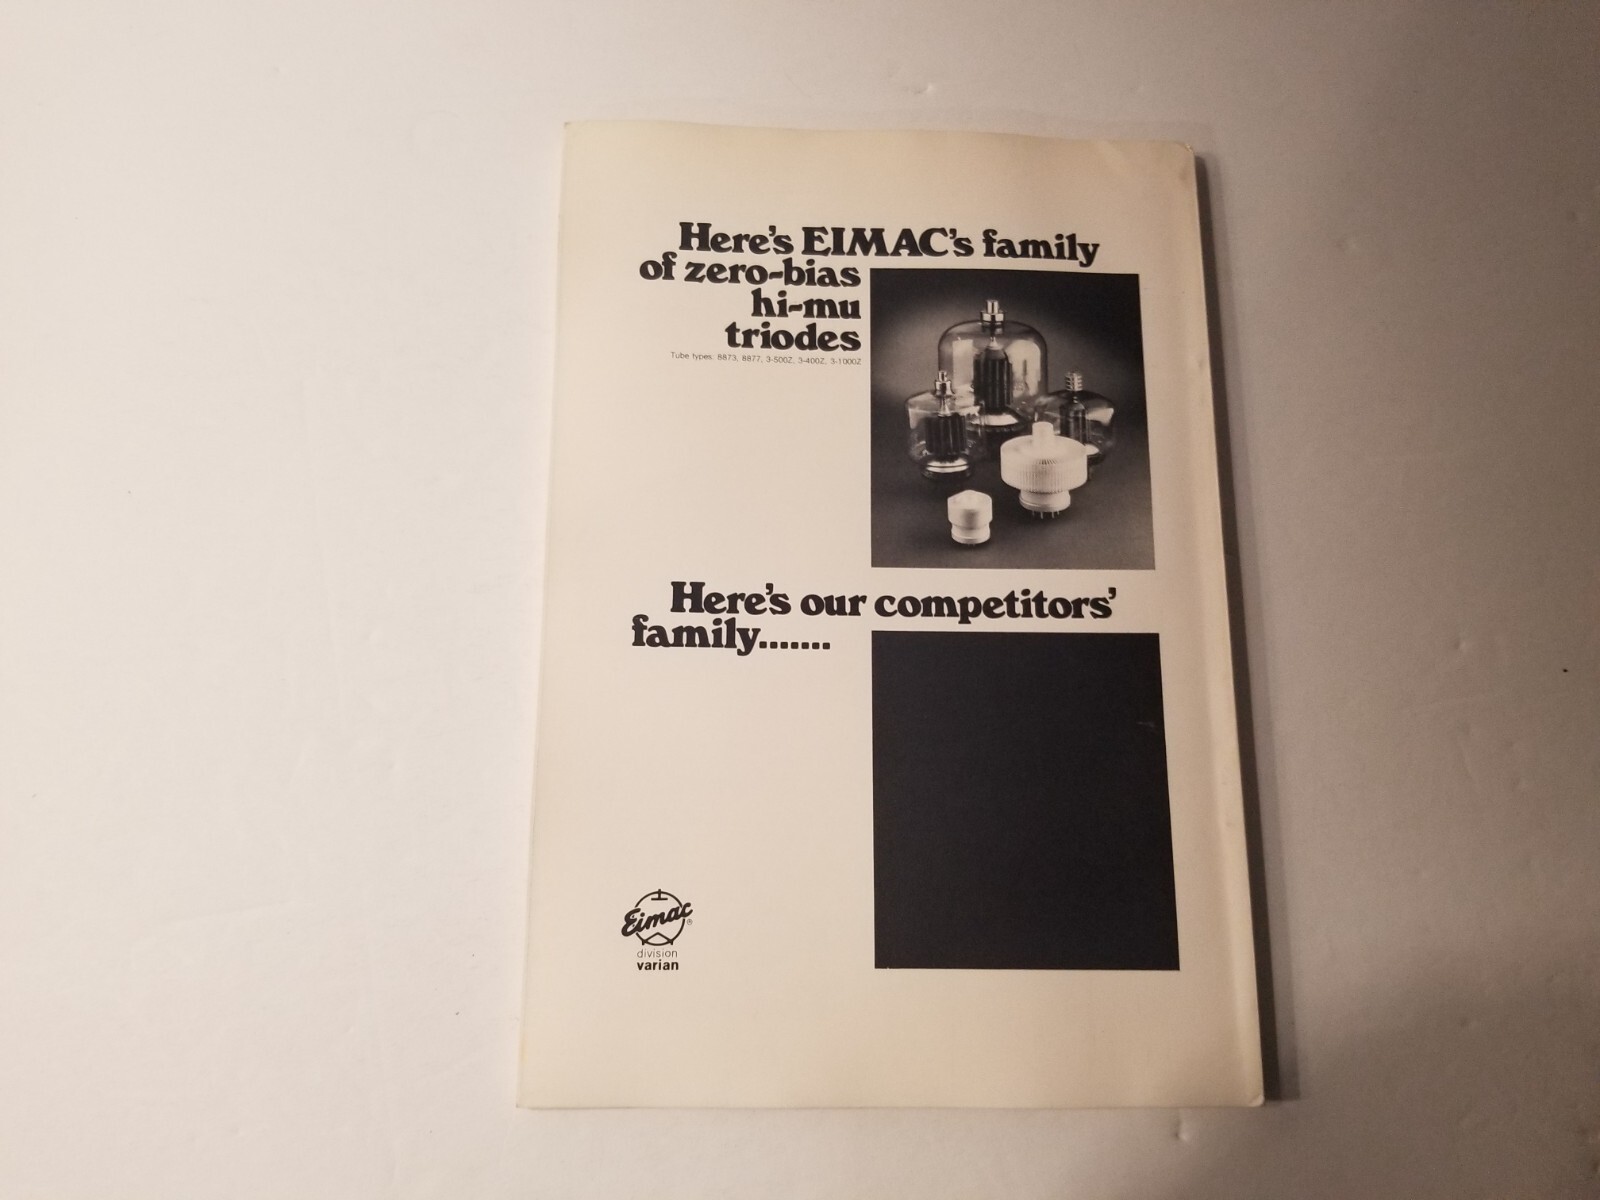 Here's EIMAC's family
of zero-bias
hi-mu
triodes
Tube types: 8873, 8877, 3-500Z, 3-400Z, 3-1000Z
Here's our competitors'
family.......
Eimac®
division
varian